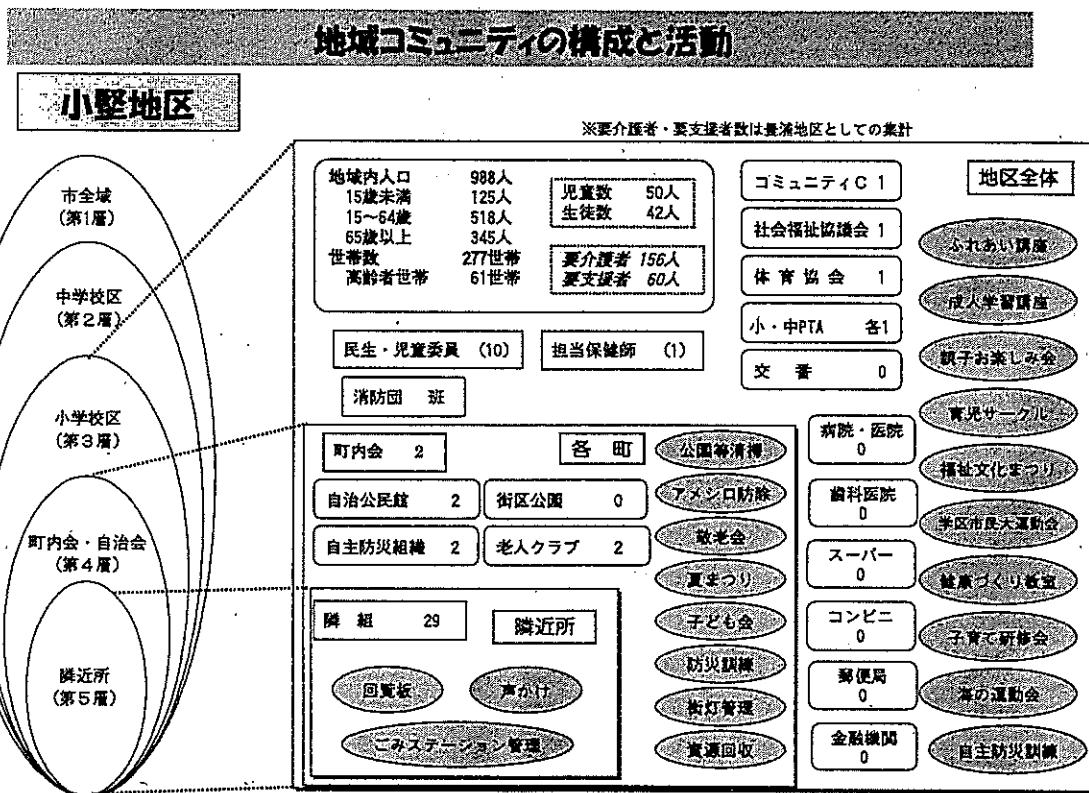 地域コミュニティの構成と活動
小堅地区
※要介護者・要支援者数は豊浦地区としての集計
市全域
(第1層)
中学校区
(第2層)
小学校区
(第3層)
町内会・自治会
(第4層)
隣近所
(第5層)
地域内人口 988人
15歳未満 125人
15~64歳 518人
65歳以上 345人
世帯数 277世帯
高齢者世帯 61世帯
児童数 50人
生徒数 42人
要介護者 156人
要支援者 60人
民生・児童委員 (10)
担当保健師 (1)
消防団 班
コミュニティC 1
社会福祉協議会 1
体育協会 1
小・中PTA 各1
交番 0
地区全体
ふれあい講座
成人学習講座
親子お楽しみ会
育児サークル
福祉文化まつり
学区市民大運動会
健康づくり教室
子育て研修会
海の運動会
自主防災訓練
病院・医院
0
歯科医院
0
スーパー
0
コンビニ
0
郵便局
0
金融機関
0
町内会 2
各町
自治公民館 2
街区公園 0
自主防災組織 2
老人クラブ 2
公園等清掃
アメシロ防除
敬老会
夏まつり
子ども会
防災訓練
街灯管理
資源回収
隣組 29
隣近所
回覧板
声かけ
ごみステーション管理